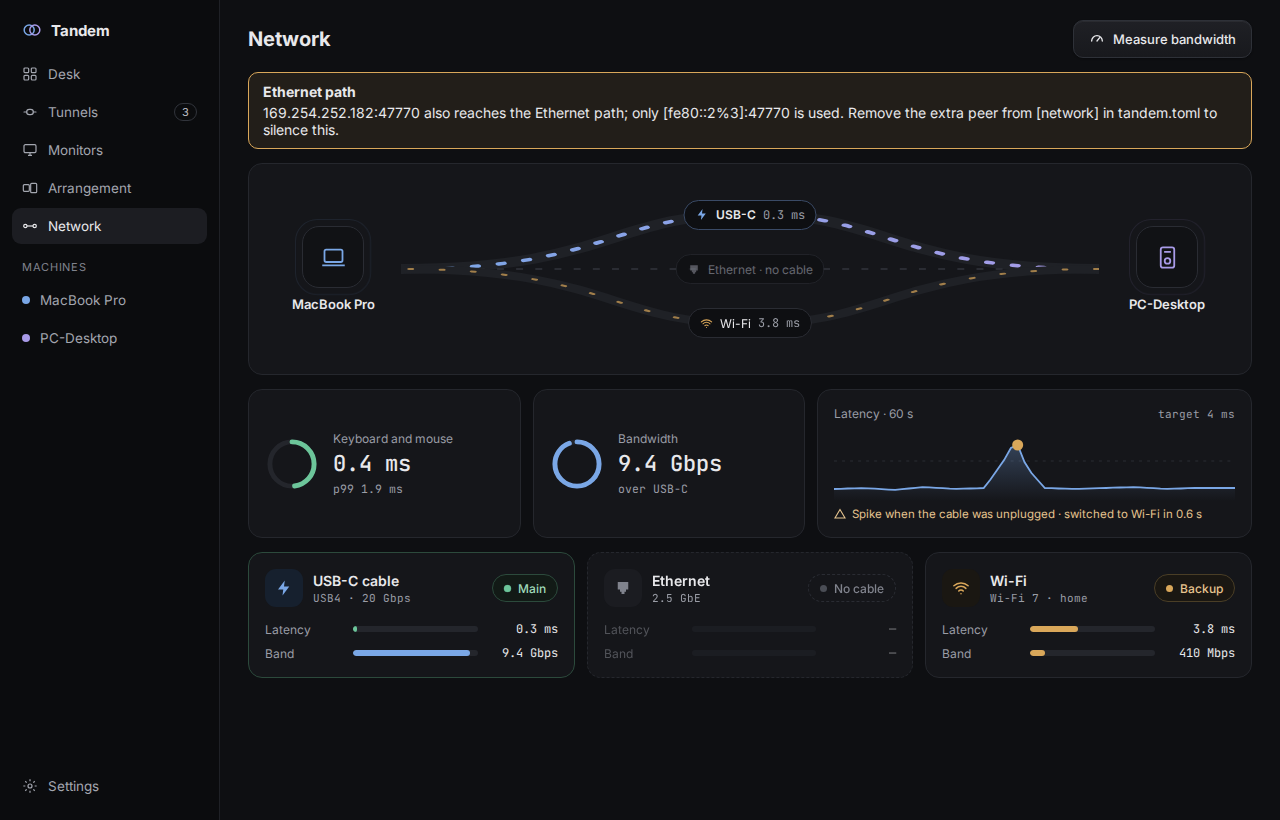 Tandem
Desk
Tunnels 3
Monitors
Arrangement
Network
MACHINES
MacBook Pro
PC-Desktop
Settings
Network
Measure bandwidth
Ethernet path
169.254.252.182:47770 also reaches the Ethernet path; only [fe80::2%3]:47770 is used. Remove the extra peer from [network] in tandem.toml to
silence this.
MacBook Pro
USB-C 0.3 ms
Ethernet · no cable
Wi-Fi 3.8 ms
PC-Desktop
Keyboard and mouse
0.4 ms
p99 1.9 ms
Bandwidth
9.4 Gbps
over USB-C
Latency · 60 s target 4 ms
Spike when the cable was unplugged · switched to Wi-Fi in 0.6 s
USB-C cable
USB4 · 20 Gbps
Main
Latency 0.3 ms
Band 9.4 Gbps
Ethernet
2.5 GbE
No cable
Latency —
Band —
Wi-Fi
Wi-Fi 7 · home
Backup
Latency 3.8 ms
Band 410 Mbps